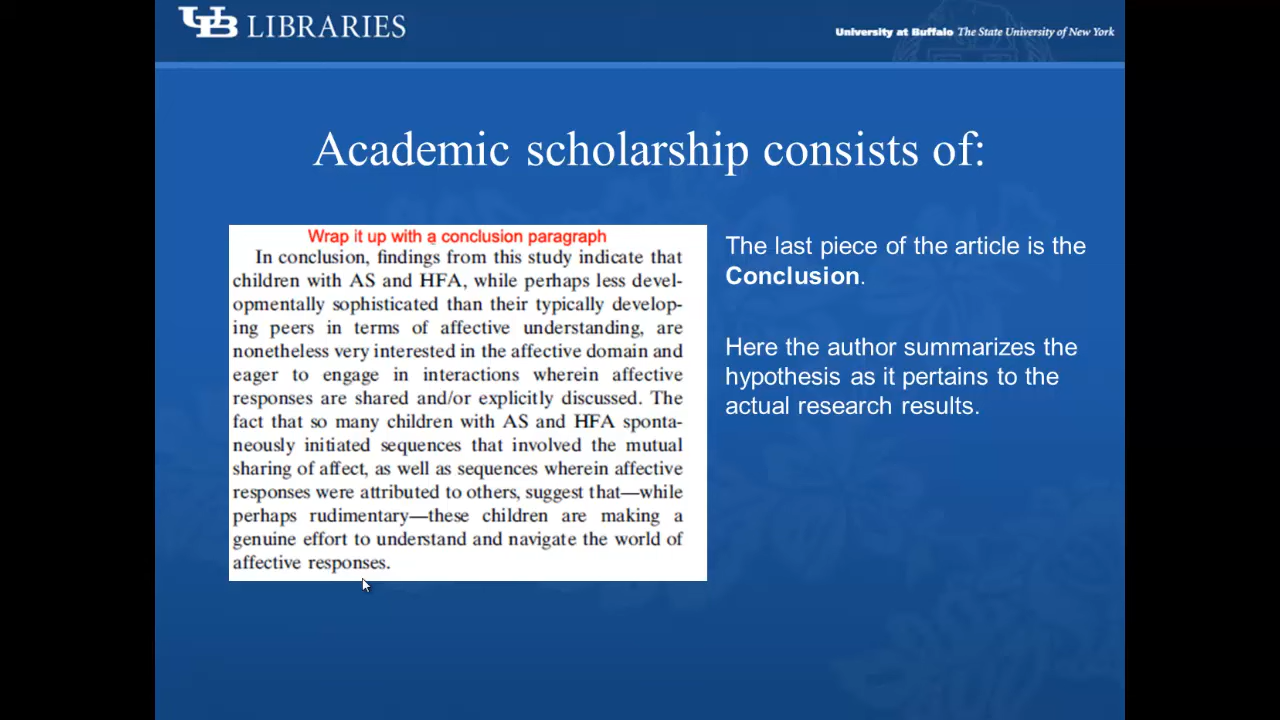 UB LIBRARIES
University at Buffalo The State University of New York
Academic scholarship consists of:
Wrap it up with a conclusion paragraph
In conclusion, findings from this study indicate that
children with AS and HFA, while perhaps less devel-
opmentally sophisticated than their typically develop-
ing peers in terms of affective understanding, are
nonetheless very interested in the affective domain and
eager to engage in interactions wherein affective
responses are shared and/or explicitly discussed. The
fact that so many children with AS and HFA sponta-
neously initiated sequences that involved the mutual
sharing of affect, as well as sequences wherein affective
responses were attributed to others, suggest that—while
perhaps rudimentary—these children are making a
genuine effort to understand and navigate the world of
affective responses.
The last piece of the article is the
Conclusion.
Here the author summarizes the
hypothesis as it pertains to the
actual research results.